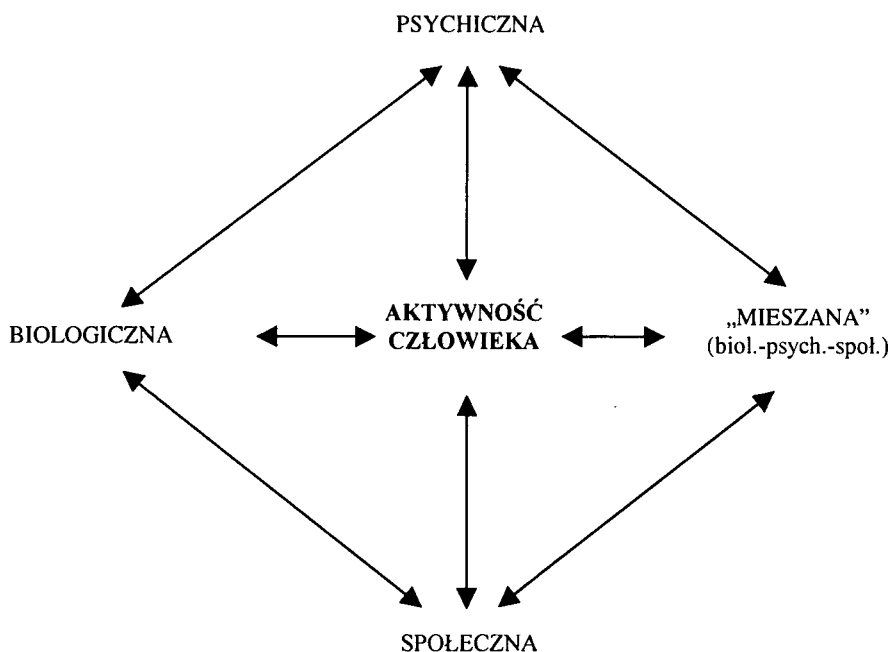 PSYCHICZNA
BIOLOGICZNA
AKTYWNOŚĆ
CZŁOWIEKA
„MIESZANA”
(biol.-psych.-społ.)
SPOŁECZNA